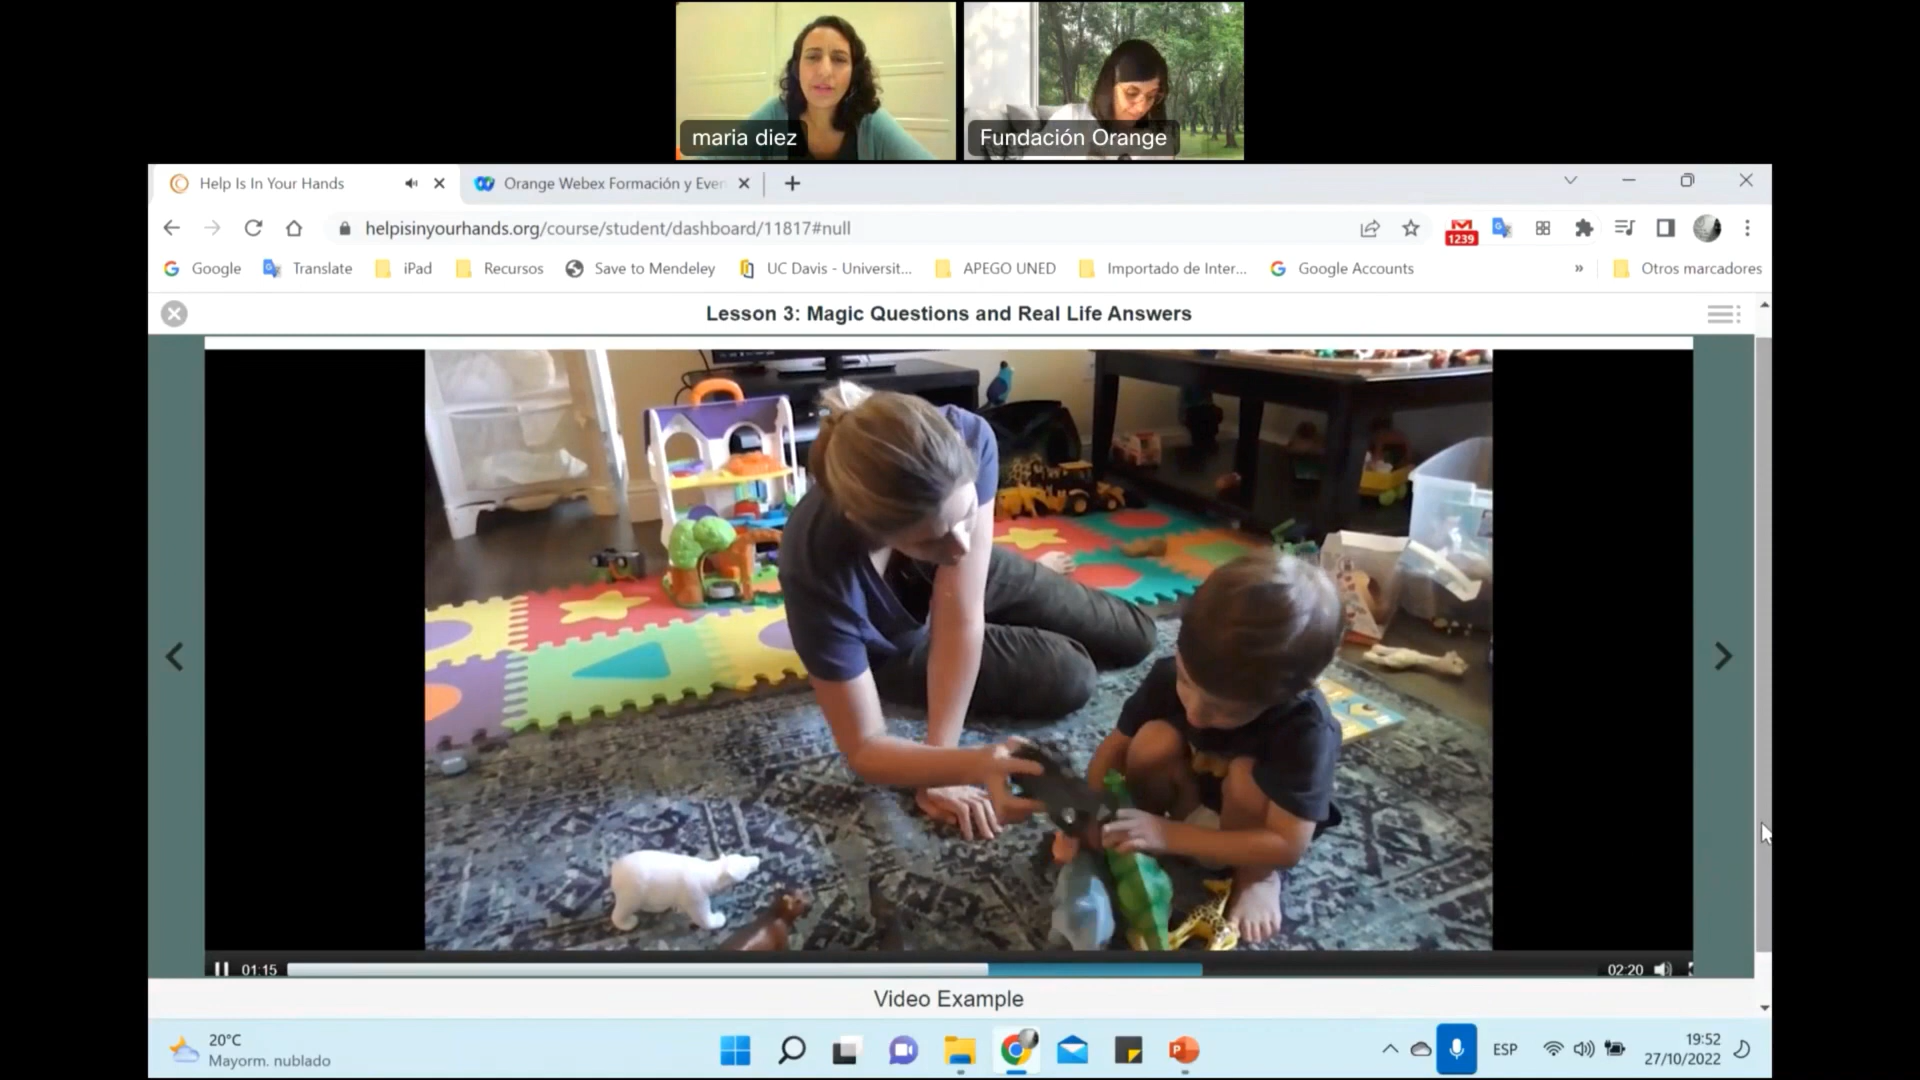 maria diez
Fundación Orange
Help Is In Your Hands
Orange Webex Formación y Even
helpisinyourhands.org/course/student/dashboard/11817#null
1239
Google
Translate
iPad
Recursos
Save to Mendeley
UC Davis - Universit...
APEGO UNED
Importado de Inter...
Google Accounts
»
Otros marcadores
Lesson 3: Magic Questions and Real Life Answers
01:15
02:20
Video Example
20°C
Mayorm. nublado
ESP
19:52
27/10/2022